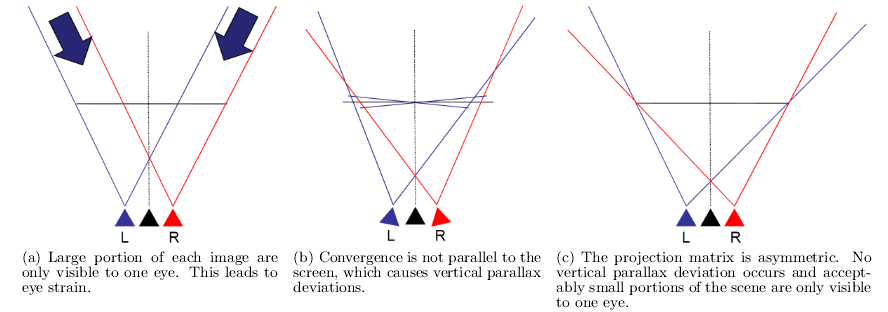 L R
L R
L R
(a) Large portion of each image are
only visible to one eye. This leads to
eye strain.
(b) Convergence is not parallel to the
screen, which causes vertical parallax
deviations.
(c) The projection matrix is asymmetric. No
vertical parallax deviation occurs and accept-
ably small portions of the scene are only visible
to one eye.